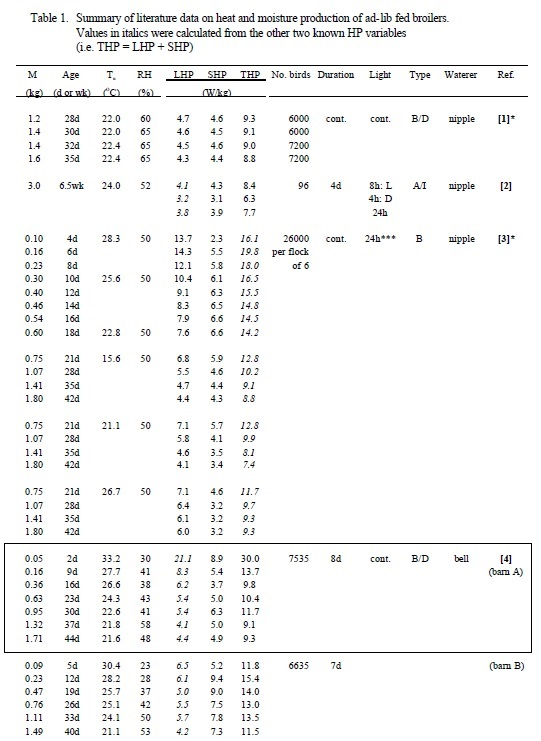 Table 1. Summary of literature data on heat and moisture production of ad-lib fed broilers.
Values in italics were calculated from the other two known HP variables
(i.e. THP = LHP + SHP)
M Age Tₐ RH LHP SHP THP No. birds Duration Light Type Waterer Ref.
(kg) (d or wk) (°C) (%) (W/kg)
1.2 28d 22.0 60 4.7 4.6 9.3 6000 cont. cont. B/D nipple [1]*
1.4 30d 22.0 65 4.6 4.5 9.1 6000
1.4 32d 22.4 65 4.5 4.6 9.0 7200
1.6 35d 22.4 65 4.3 4.4 8.8 7200
3.0 6.5wk 24.0 52 4.1 4.3 8.4 96 4d 8h: L A/I nipple [2]
3.2 3.1 6.3 4h: D
3.8 3.9 7.7 24h
0.10 4d 28.3 50 13.7 2.3 16.1 26000 cont. 24h*** B nipple [3]*
0.16 6d 14.3 5.5 19.8 per flock
0.23 8d 12.1 5.8 18.0 of 6
0.30 10d 25.6 50 10.4 6.1 16.5
0.40 12d 9.1 6.3 15.5
0.46 14d 8.3 6.5 14.8
0.54 16d 7.9 6.6 14.5
0.60 18d 22.8 50 7.6 6.6 14.2
0.75 21d 15.6 50 6.8 5.9 12.8
1.07 28d 5.5 4.6 10.2
1.41 35d 4.7 4.4 9.1
1.80 42d 4.4 4.3 8.8
0.75 21d 21.1 50 7.1 5.7 12.8
1.07 28d 5.8 4.1 9.9
1.41 35d 4.6 3.5 8.1
1.80 42d 4.1 3.4 7.4
0.75 21d 26.7 50 7.1 4.6 11.7
1.07 28d 6.4 3.2 9.7
1.41 35d 6.1 3.2 9.3
1.80 42d 6.0 3.2 9.3
0.05 2d 33.2 30 21.1 8.9 30.0 7535 8d cont. B/D bell [4]
0.16 9d 27.7 41 8.3 5.4 13.7 (barn A)
0.36 16d 26.6 38 6.2 3.7 9.8
0.63 23d 24.3 43 5.4 5.0 10.4
0.95 30d 22.6 41 5.4 6.3 11.7
1.32 37d 21.8 58 4.1 5.0 9.1
1.71 44d 21.6 48 4.4 4.9 9.3
0.09 5d 30.4 23 6.5 5.2 11.8 6635 7d (barn B)
0.23 12d 28.2 28 6.1 9.4 15.4
0.47 19d 25.7 37 5.0 9.0 14.0
0.76 26d 25.1 42 5.5 7.5 13.0
1.11 33d 24.1 50 5.7 7.8 13.5
1.49 40d 21.1 53 4.2 7.3 11.5